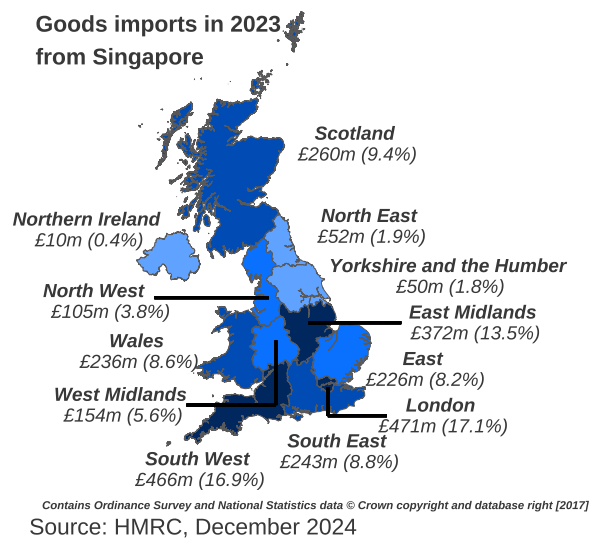 Goods imports in 2023
from Singapore
Scotland
£260m (9.4%)
Northern Ireland
£10m (0.4%)
North East
£52m (1.9%)
Yorkshire and the Humber
£50m (1.8%)
North West
£105m (3.8%)
East Midlands
£372m (13.5%)
Wales
£236m (8.6%)
East
£226m (8.2%)
West Midlands
£154m (5.6%)
London
£471m (17.1%)
South East
£243m (8.8%)
South West
£466m (16.9%)
Contains Ordinance Survey and National Statistics data © Crown copyright and database right [2017]
Source: HMRC, December 2024